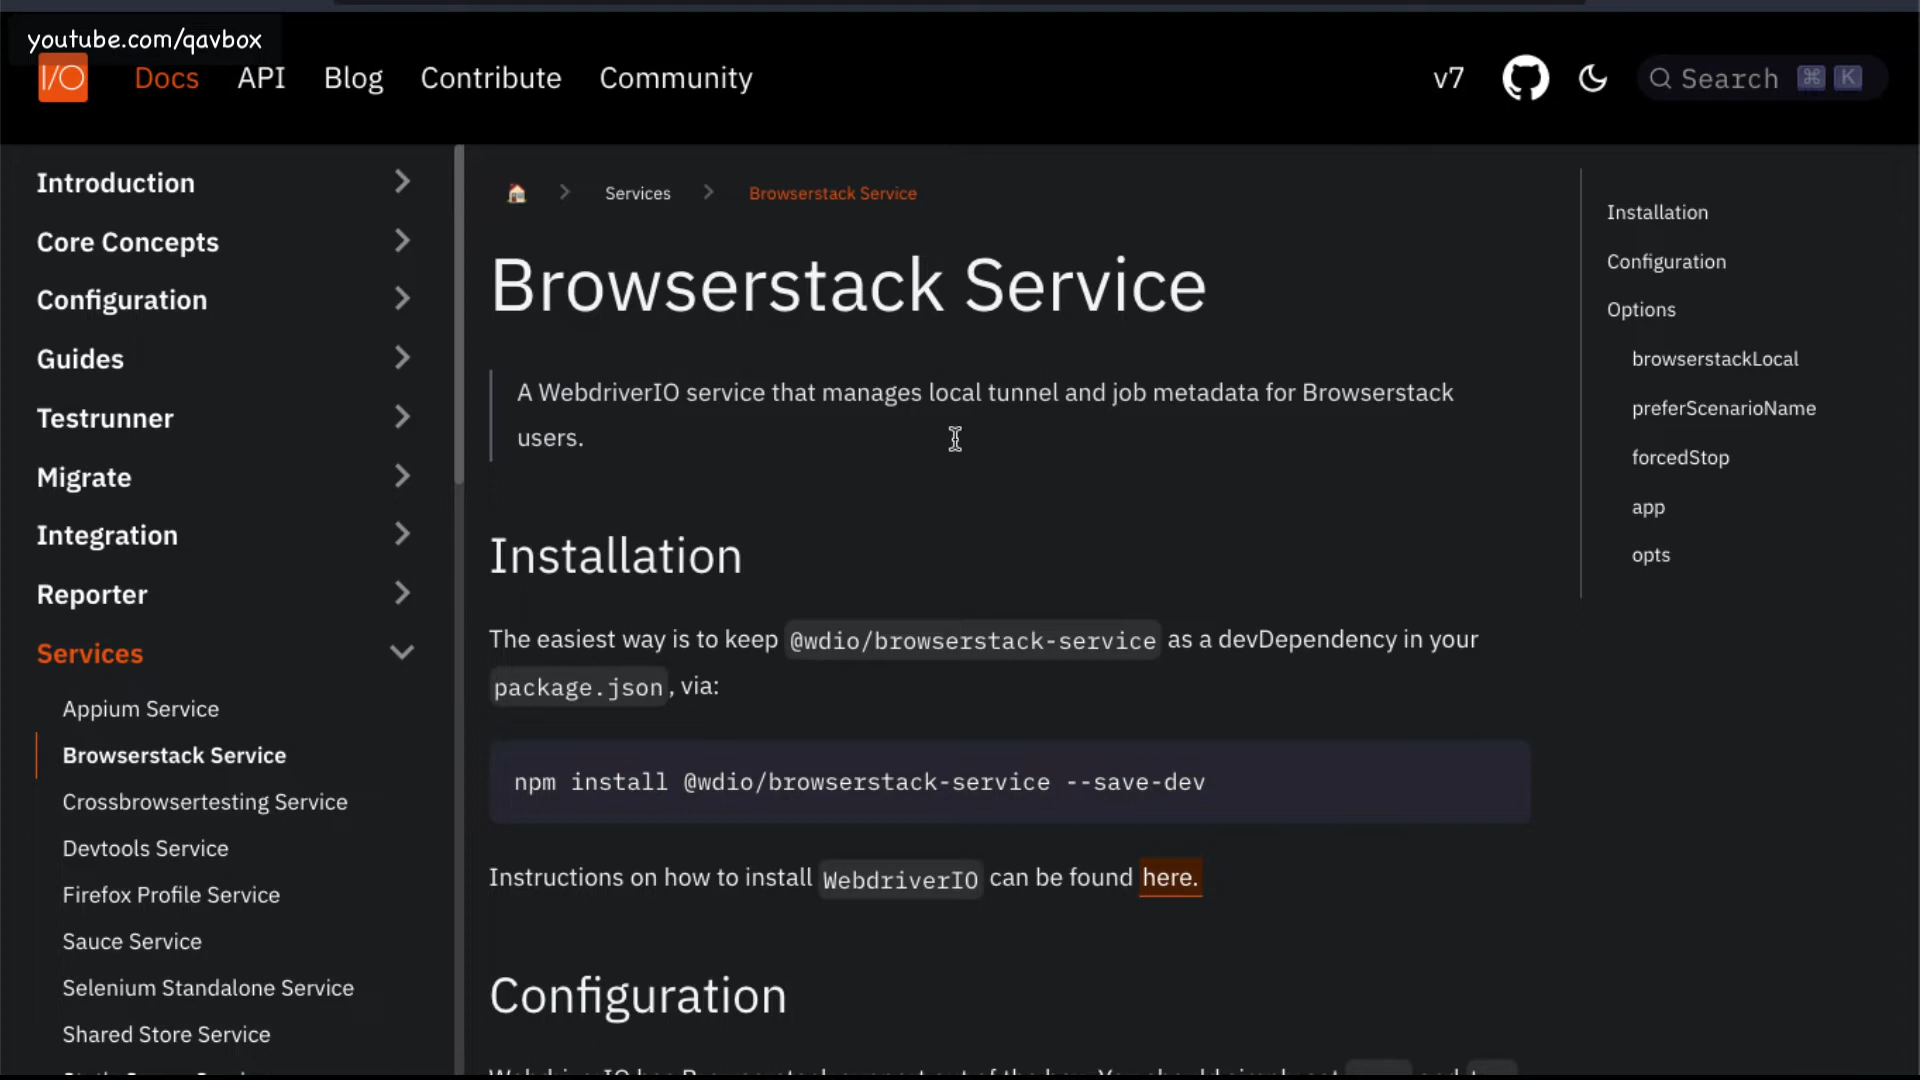 youtube.com/qavbox
I/O Docs API Blog Contribute Community v7 Search ⌘ K
Introduction
Core Concepts
Configuration
Guides
Testrunner
Migrate
Integration
Reporter
Services
Appium Service
Browserstack Service
Crossbrowsertesting Service
Devtools Service
Firefox Profile Service
Sauce Service
Selenium Standalone Service
Shared Store Service
Services Browserstack Service
Browserstack Service
A WebdriverIO service that manages local tunnel and job metadata for Browserstack
users.
Installation
The easiest way is to keep @wdio/browserstack-service as a devDependency in your
package.json, via:
npm install @wdio/browserstack-service --save-dev
Instructions on how to install WebdriverIO can be found here.
Configuration
Installation
Configuration
Options
browserstackLocal
preferScenarioName
forcedStop
app
opts